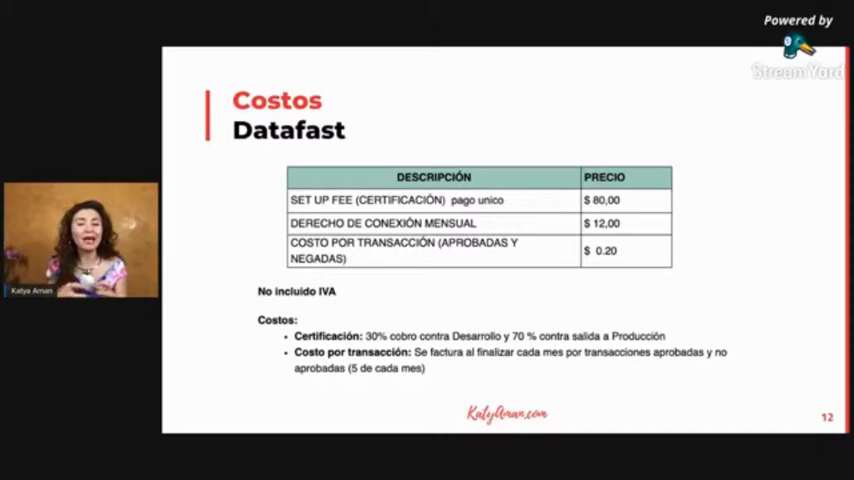 Powered by
StreamYard
Costos
Datafast
DESCRIPCIÓN PRECIO
SET UP FEE (CERTIFICACIÓN) pago unico $ 80,00
DERECHO DE CONEXIÓN MENSUAL $ 12,00
COSTO POR TRANSACCIÓN (APROBADAS Y
NEGADAS) $ 0.20
No incluido IVA
Costos:
• Certificación: 30% cobro contra Desarrollo y 70 % contra salida a Producción
• Costo por transacción: Se factura al finalizar cada mes por transacciones aprobadas y no
aprobadas (5 de cada mes)
Katya Aman
KatyAman.com
12